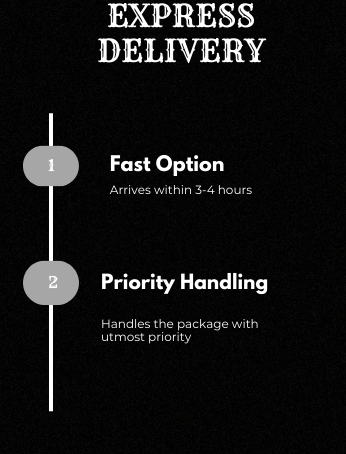 EXPRESS
DELIVERY
1
Fast Option
Arrives within 3-4 hours
2
Priority Handling
Handles the package with
utmost priority